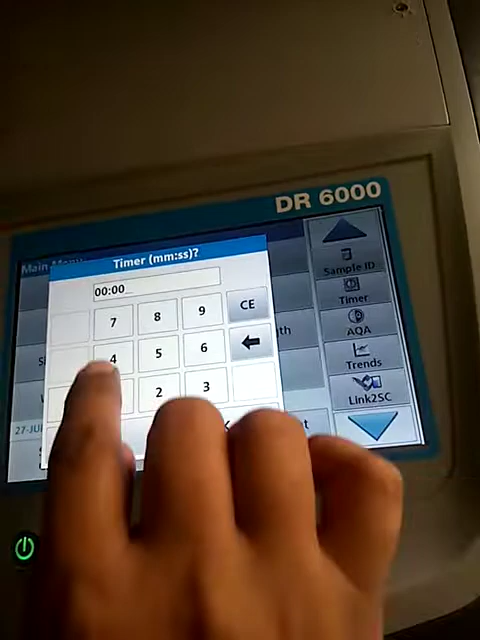 DR 6000
Main Menu
Timer (mm:ss)?
00:00_
7 8 9 CE
4 5 6
2 3
27-JU
Sample ID
Timer
AQA
Trends
Link2SC